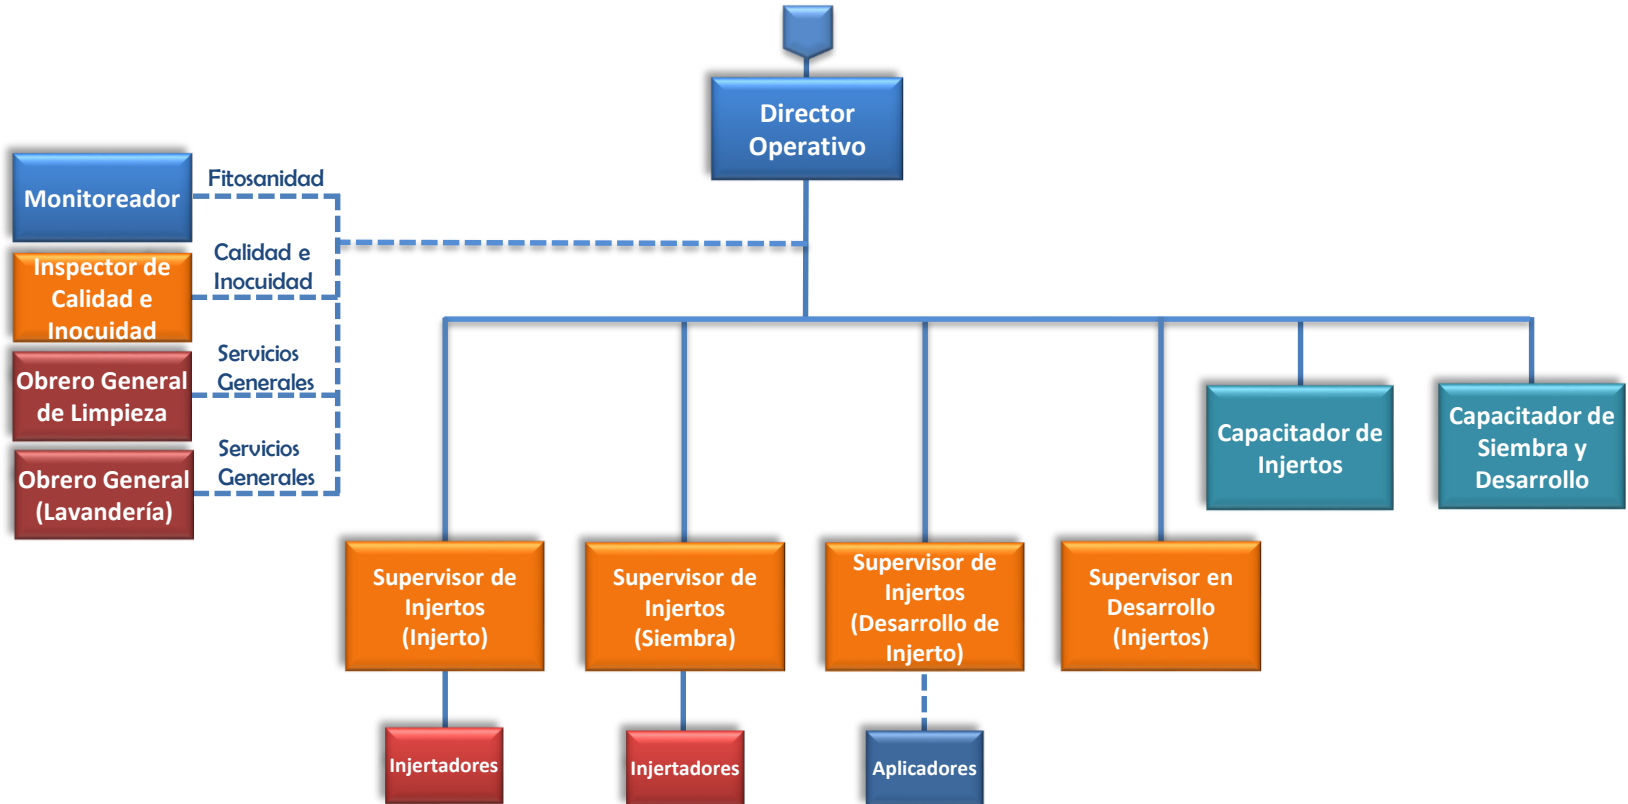 Director
Operativo
Monitoreador
Fitosanidad
Inspector de
Calidad e
Inocuidad
Calidad e
Inocuidad
Obrero General
de Limpieza
Servicios
Generales
Obrero General
(Lavandería)
Servicios
Generales
Capacitador de
Injertos
Capacitador de
Siembra y
Desarrollo
Supervisor de
Injertos
(Injerto)
Supervisor de
Injertos
(Siembra)
Supervisor de
Injertos
(Desarrollo de
Injerto)
Supervisor en
Desarrollo
(Injertos)
Injertadores
Injertadores
Aplicadores